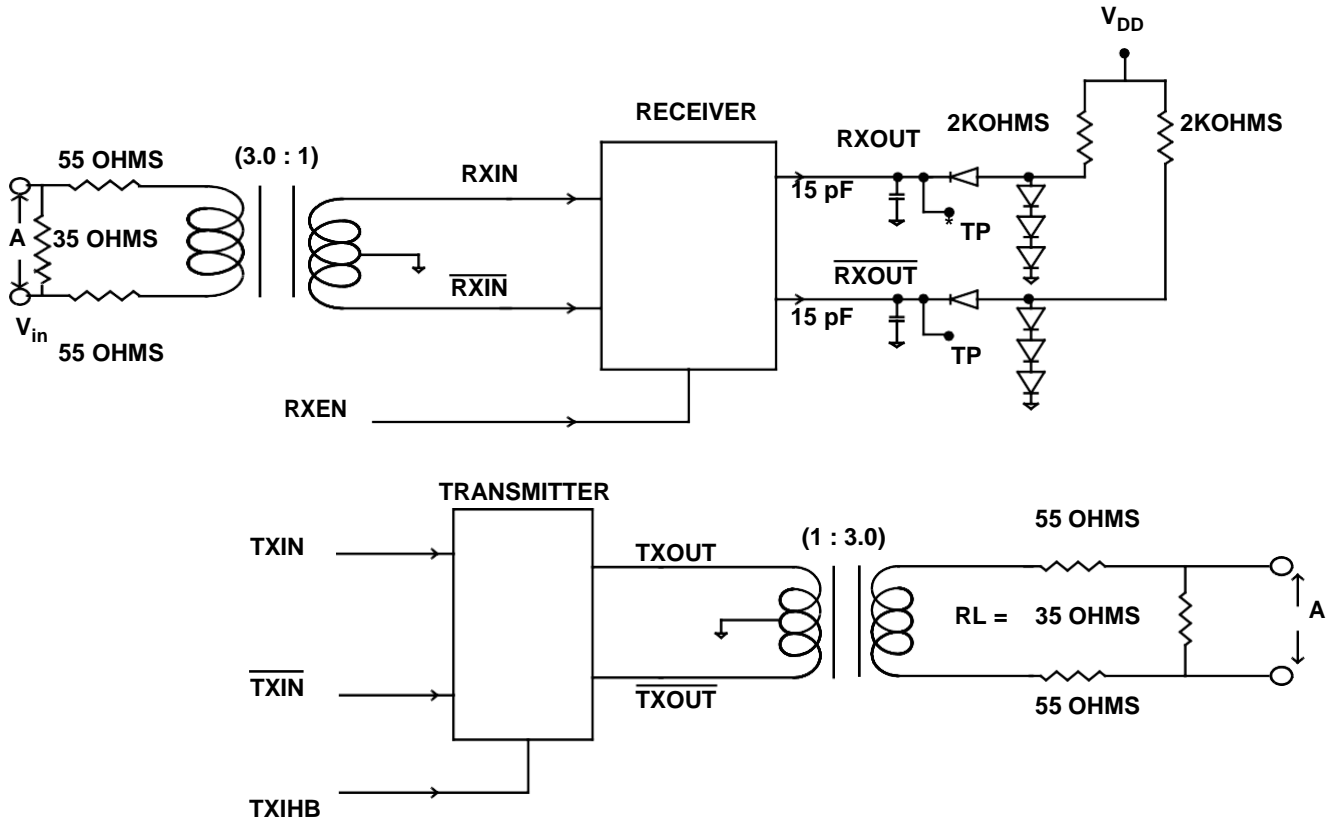 V_DD
RECEIVER
RXOUT
2KOHMS
2KOHMS
55 OHMS
(3.0 : 1)
RXIN
15 pF
A
35 OHMS
* TP
RXIN
RXOUT
V_in
15 pF
TP
55 OHMS
RXEN
TRANSMITTER
55 OHMS
TXIN
TXOUT
(1 : 3.0)
RL = 35 OHMS
A
TXIN
TXOUT
55 OHMS
TXIHB